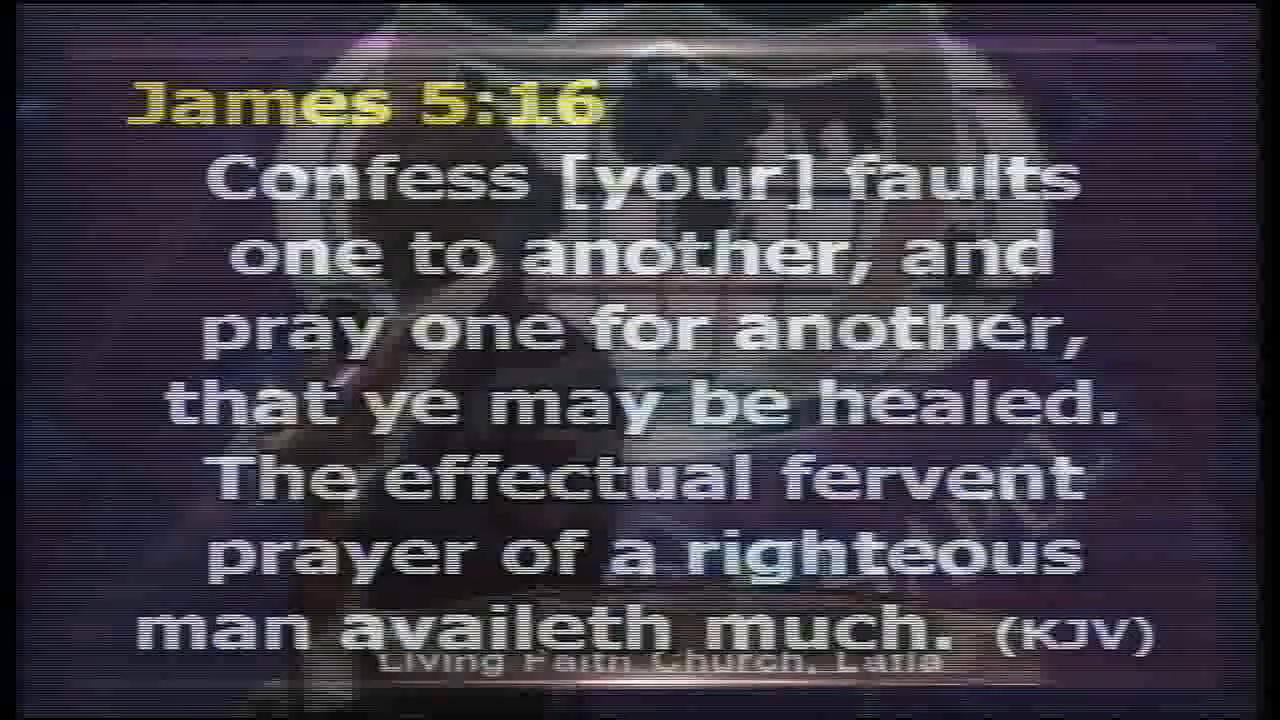 James 5:16
Confess [your] faults
one to another, and
pray one for another,
that ye may be healed.
The effectual fervent
prayer of a righteous
man availeth much. (KJV)
Living Faith Church, Lafia